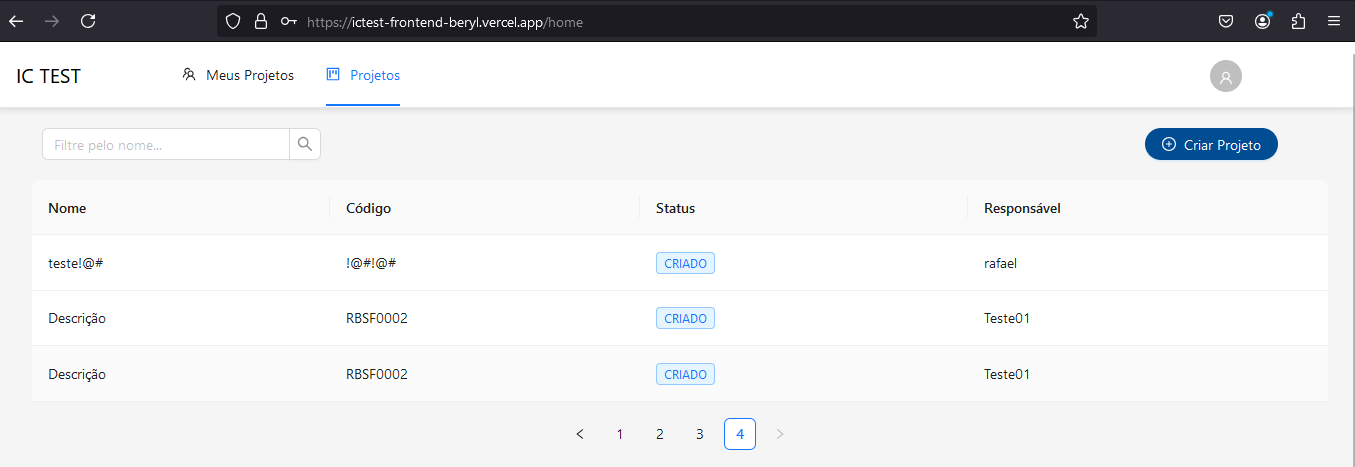 https://ictest-frontend-beryl.vercel.app/home
IC TEST Meus Projetos Projetos
Filtre pelo nome... Criar Projeto
Nome Código Status Responsável
teste!@# !@#!@# CRIADO rafael
Descrição RBSF0002 CRIADO Teste01
Descrição RBSF0002 CRIADO Teste01
< 1 2 3 4 >